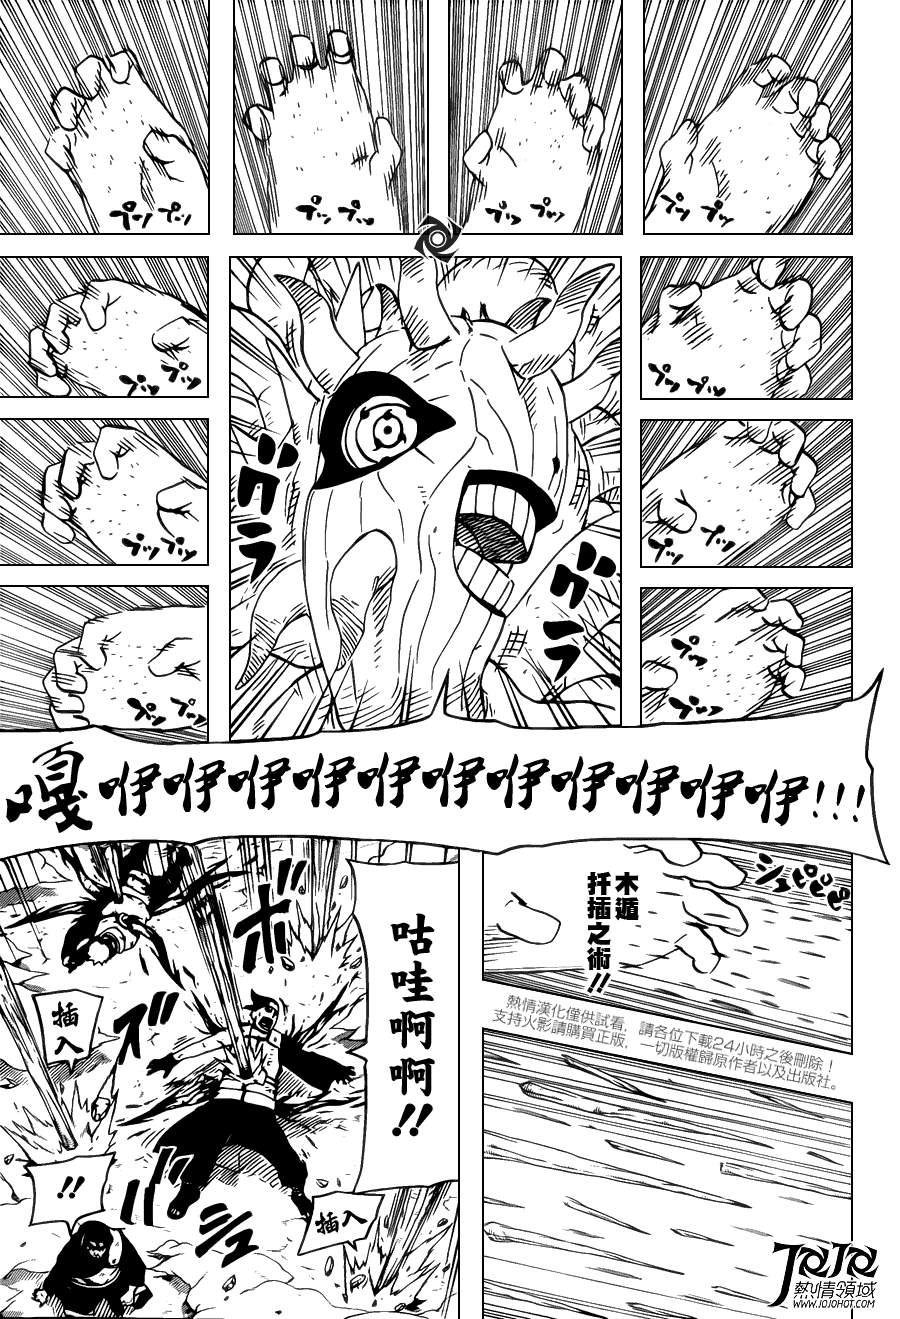 プツプツ
プツプツ
プツプツ
プツプツ
プツプツ
プツプツ
プツプツ
プツプツ
プツプツ
プツプツ
グラ
グラ
嘎咿咿咿咿咿咿咿咿咿咿咿!!!
シュピピピ
木遁
扦插之術!!
熱情漢化僅供試看，請各位下載24小時之後刪除！
支持火影請購買正版，一切版權歸原作者以及出版社。
咕哇啊啊!!
ズボッ
插入
插入
!!
JOJO
熱情領域
WWW.JOJOHOT.COM